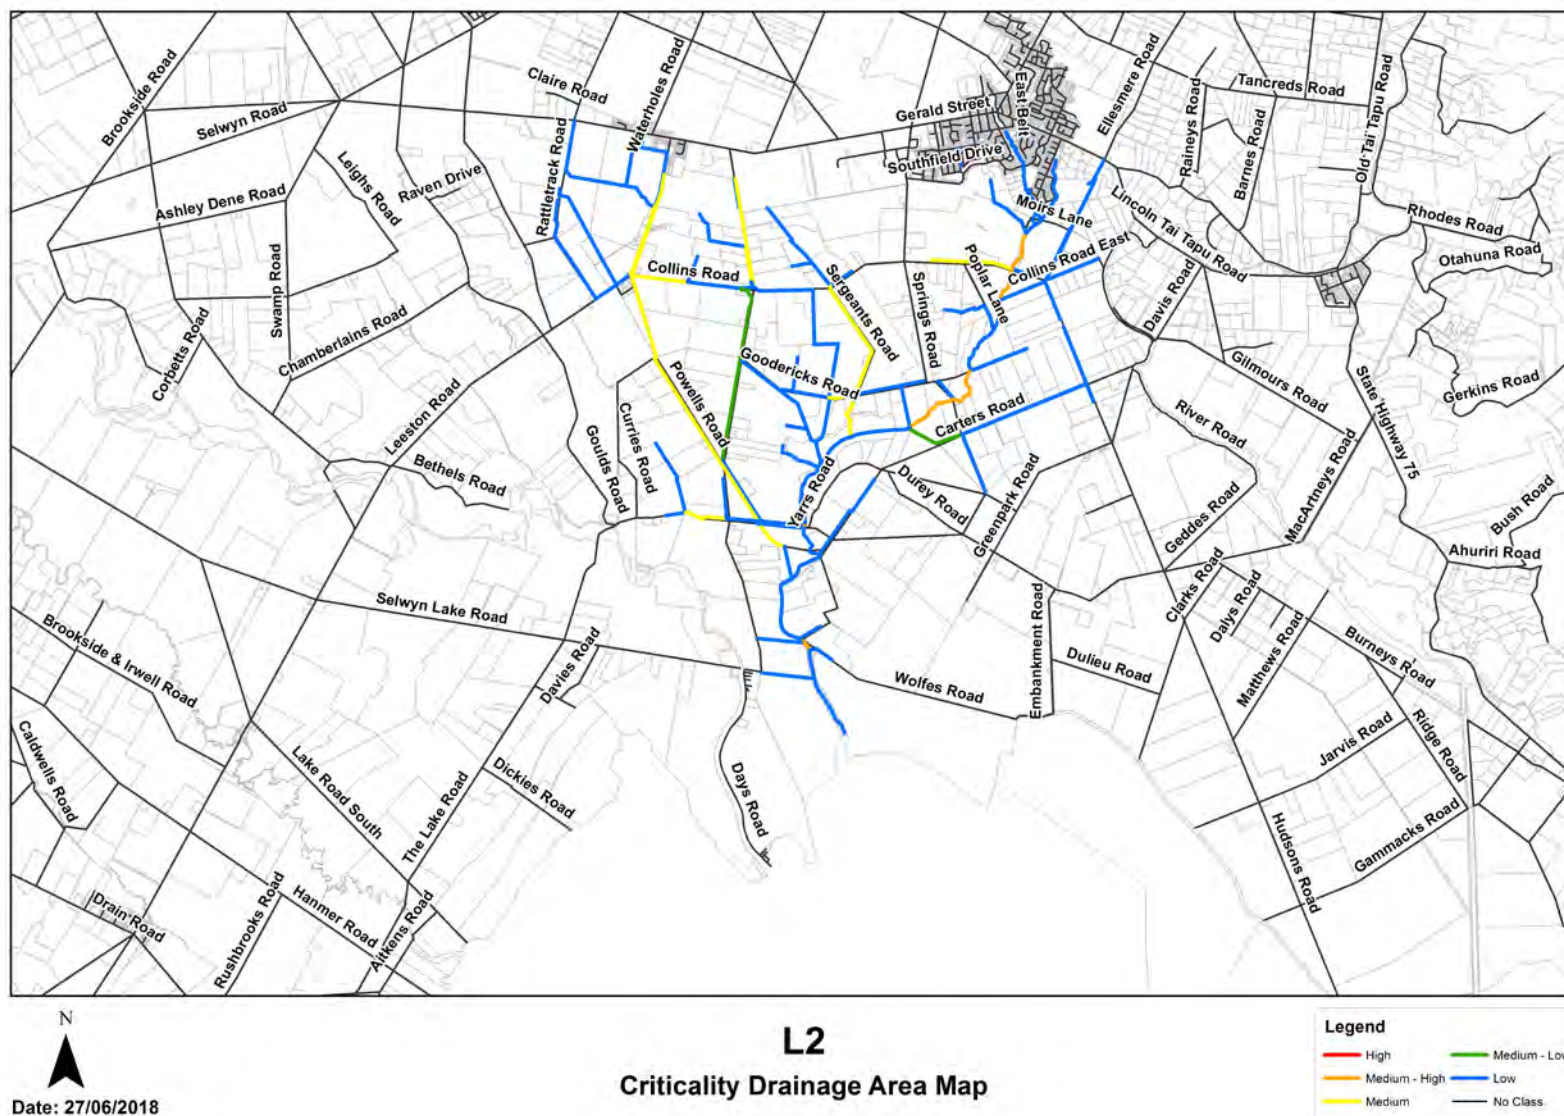 Brookside Road
Claire Road
Waterholes Road
Gerald Street
East Belt
Ellesmere Road
Raineys Road
Tancreds Road
Old Tai Tapu Road
Selwyn Road
Leighs Road
Raven Drive
Rattletrack Road
Southfield Drive
Barnes Road
Ashley Dene Road
Moirs Lane
Lincoln Tai Tapu Road
Rhodes Road
Otahuna Road
Swamp Road
Collins Road
Sergeants Road
Springs Road
Poplar Lane
Collins Road East
Davis Road
Corbetts Road
Chamberlains Road
Goodericks Road
Gilmours Road
State Highway 75
Gerkins Road
Leeston Road
Powells Road
Curries Road
Goulds Road
Carters Road
River Road
Bethels Road
Yarrs Road
Durey Road
Greenpark Road
Geddes Road
MacArtneys Road
Bush Road
Ahuriri Road
Selwyn Lake Road
Brookside & Irwell Road
Davies Road
Embankment Road
Clarks Road
Dalys Road
Matthews Road
Burneys Road
Wolfes Road
Dulieu Road
Caldwells Road
Lake Road South
The Lake Road
Dickies Road
Days Road
Jarvis Road
Ridge Road
Hudsons Road
Gammacks Road
Drain Road
Rushbrooks Road
Hanmer Road
Aitkens Road
N
Date: 27/06/2018
L2
Criticality Drainage Area Map
Legend
High
Medium - High
Medium
Medium - Low
Low
No Class